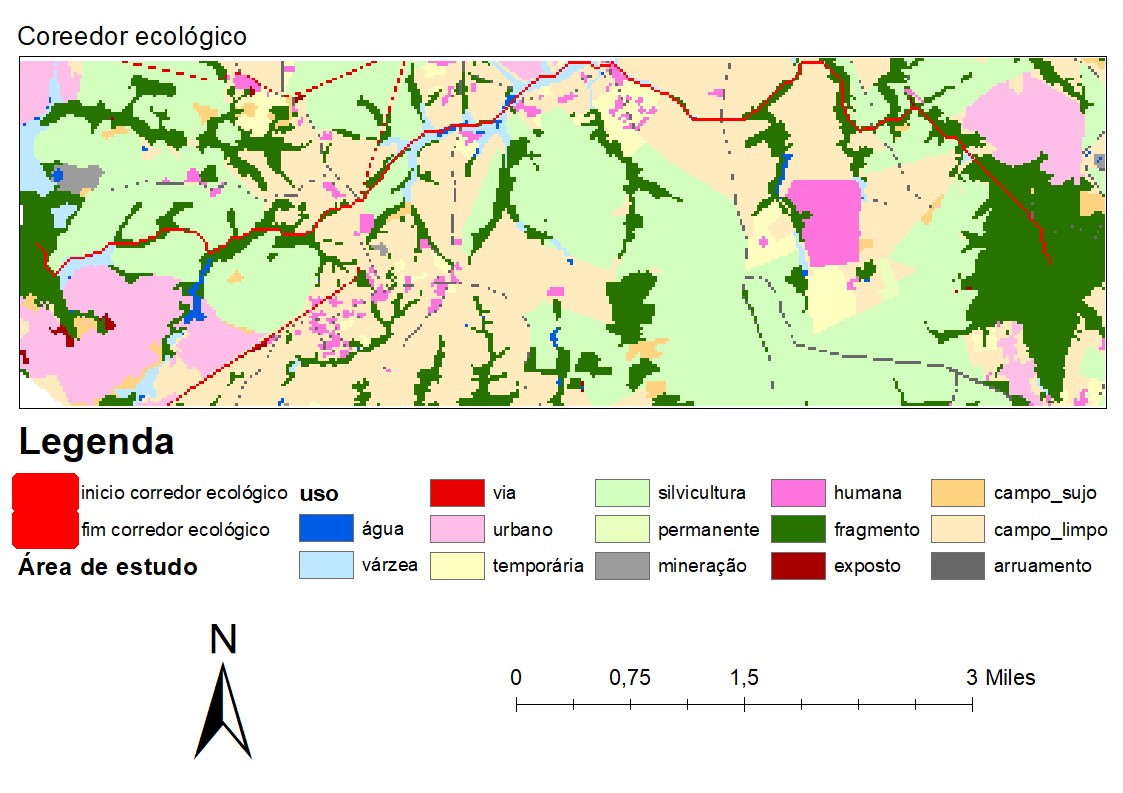 Coreedor ecológico
Legenda
inicio corredor ecológico
fim corredor ecológico
Área de estudo
uso
água
várzea
via
urbano
temporária
silvicultura
permanente
mineração
humana
fragmento
exposto
campo_sujo
campo_limpo
arruamento
N
0 0,75 1,5 3 Miles